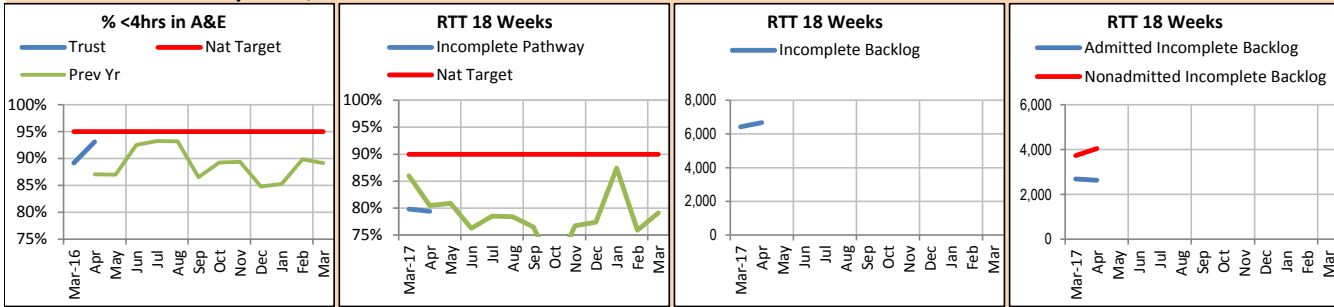 % <4hrs in A&E
Trust
Nat Target
Prev Yr
100%
95%
90%
85%
80%
75%
Mar-16
Apr
May
Jun
Jul
Aug
Sep
Oct
Nov
Dec
Jan
Feb
Mar
RTT 18 Weeks
Incomplete Pathway
Nat Target
100%
95%
90%
85%
80%
75%
Mar-17
Apr
May
Jun
Jul
Aug
Sep
Oct
Nov
Dec
Jan
Feb
Mar
RTT 18 Weeks
Incomplete Backlog
8,000
6,000
4,000
2,000
0
Mar-17
Apr
May
Jun
Jul
Aug
Sep
Oct
Nov
Dec
Jan
Feb
Mar
RTT 18 Weeks
Admitted Incomplete Backlog
Nonadmitted Incomplete Backlog
6,000
4,000
2,000
0
Mar-17
Apr
May
Jun
Jul
Aug
Sep
Oct
Nov
Dec
Jan
Feb
Mar